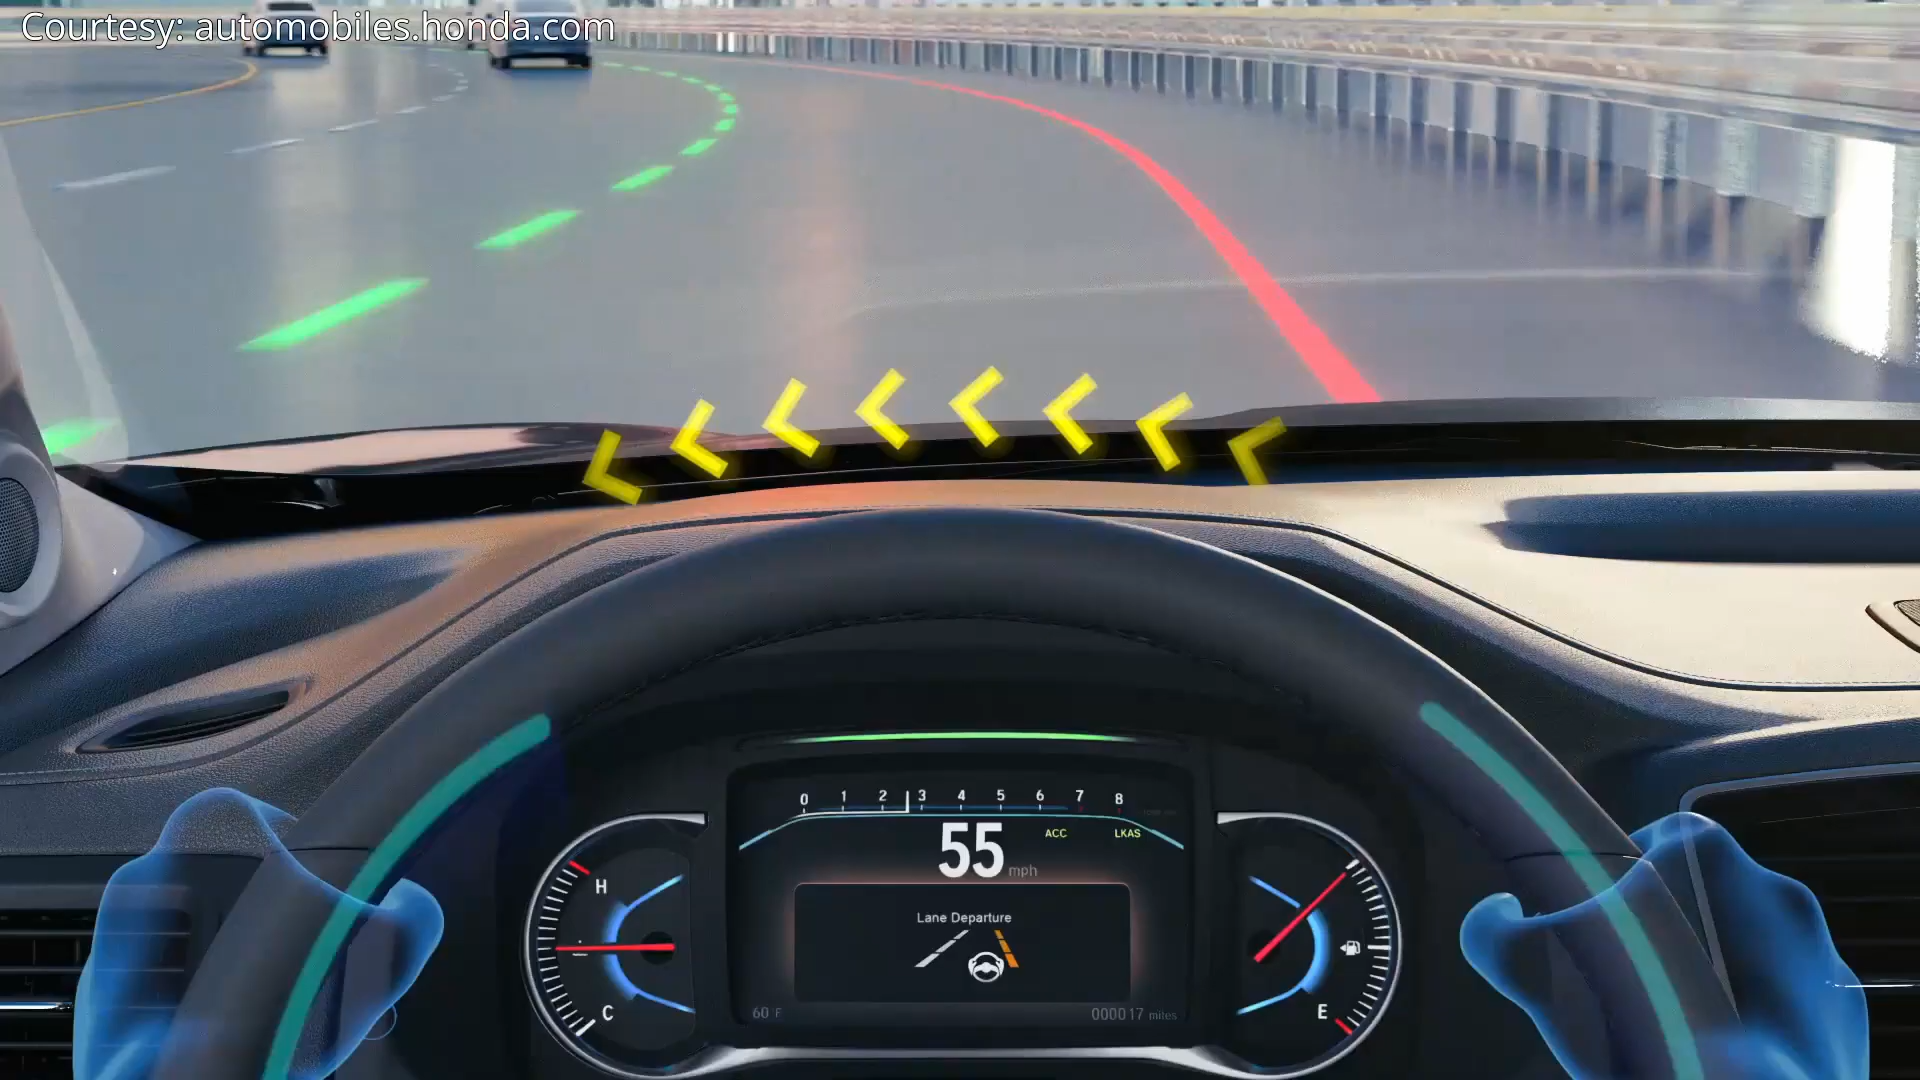 Courtesy: automobiles.honda.com
0 1 2 3 4 5 6 7 8
55 mph
ACC LKAS
H
Lane Departure
C
E
60 F
000017 miles